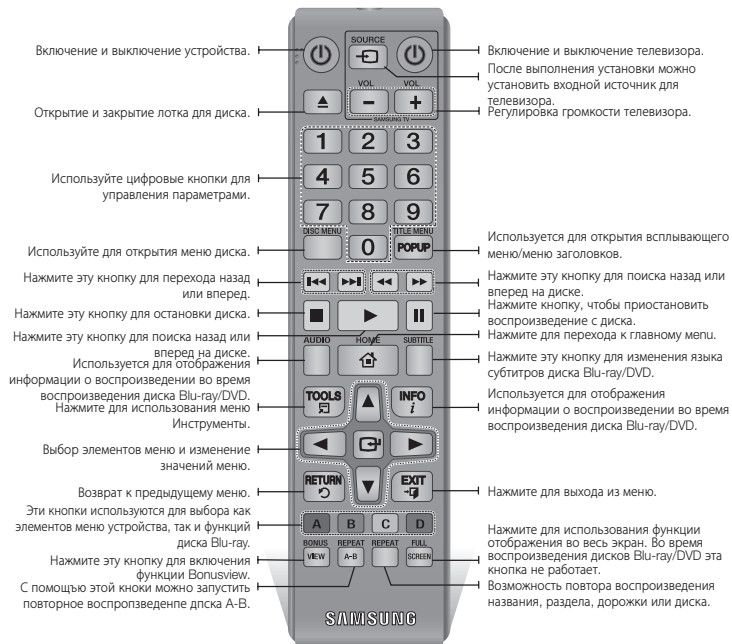 Включение и выключение устройства.
Открытие и закрытие лотка для диска.
Используйте цифровые кнопки для
управления параметрами.
Используйте для открытия меню диска.
Нажмите эту кнопку для перехода назад
или вперед.
Нажмите эту кнопку для остановки диска.
Нажмите эту кнопку для поиска назад или
вперед на диске.
Используется для отображения
информации о воспроизведении во время
воспроизведения диска Blu-ray/DVD.
Нажмите для использования меню
Инструменты.
Выбор элементов меню и изменение
значений меню.
Возврат к предыдущему меню.
Эти кнопки используются для выбора как
элементов меню устройства, так и функций
диска Blu-ray.
Нажмите эту кнопку для включения
функции Bonusview.
С помощъю этой кноки можно запустить
повторное воспропзведенпе дпска A-B.
SOURCE
VOL VOL
SAMSUNG TV
1 2 3
4 5 6
7 8 9
DISC MENU TITLE MENU
0 POPUP
AUDIO HOME SUBTITLE
TOOLS INFO
i
RETURN EXIT
A B C D
BONUS REPEAT REPEAT FULL
VIEW A-B SCREEN
SAMSUNG
Включение и выключение телевизора.
После выполнения установки можно
установить входной источник для
телевизора.
Регулировка громкости телевизора.
Используется для открытия всплывающего
меню/меню заголовков.
Нажмите эту кнопку для поиска назад или
вперед на диске.
Нажмите кнопку, чтобы приостановить
воспроизведение с диска.
Нажмите для перехода к главному menu.
Нажмите эту кнопку для изменения языка
субтитров диска Blu-ray/DVD.
Используется для отображения
информации о воспроизведении во время
воспроизведения диска Blu-ray/DVD.
Нажмите для выхода из меню.
Нажмите для использования функции
отображения во весь экран. Во время
воспроизведения дисков Blu-ray/DVD эта
кнопка не работает.
Возможность повтора воспроизведения
названия, раздела, дорожки или диска.